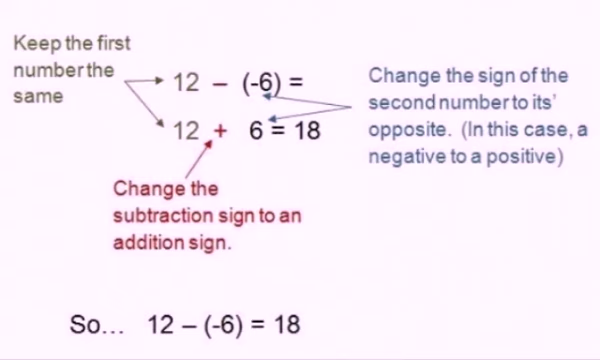 Keep the first
number the
same
12 – (-6) =
12 + 6 = 18
Change the sign of the
second number to its'
opposite. (In this case, a
negative to a positive)
Change the
subtraction sign to an
addition sign.
So... 12 – (-6) = 18